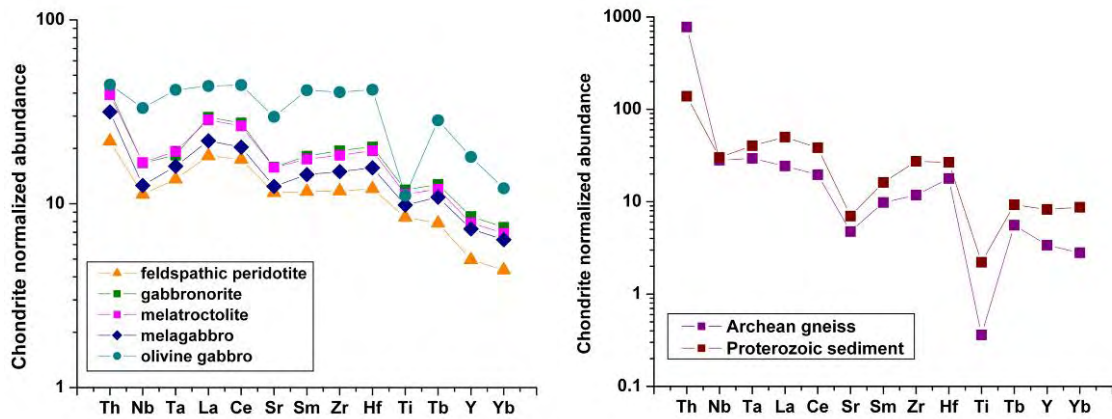 Chondrite normalized abundance
100
10
1
feldspathic peridotite
gabbronorite
melatroctolite
melagabbro
olivine gabbro
Th Nb Ta La Ce Sr Sm Zr Hf Ti Tb Y Yb
Chondrite normalized abundance
1000
100
10
1
0.1
Archean gneiss
Proterozoic sediment
Th Nb Ta La Ce Sr Sm Zr Hf Ti Tb Y Yb